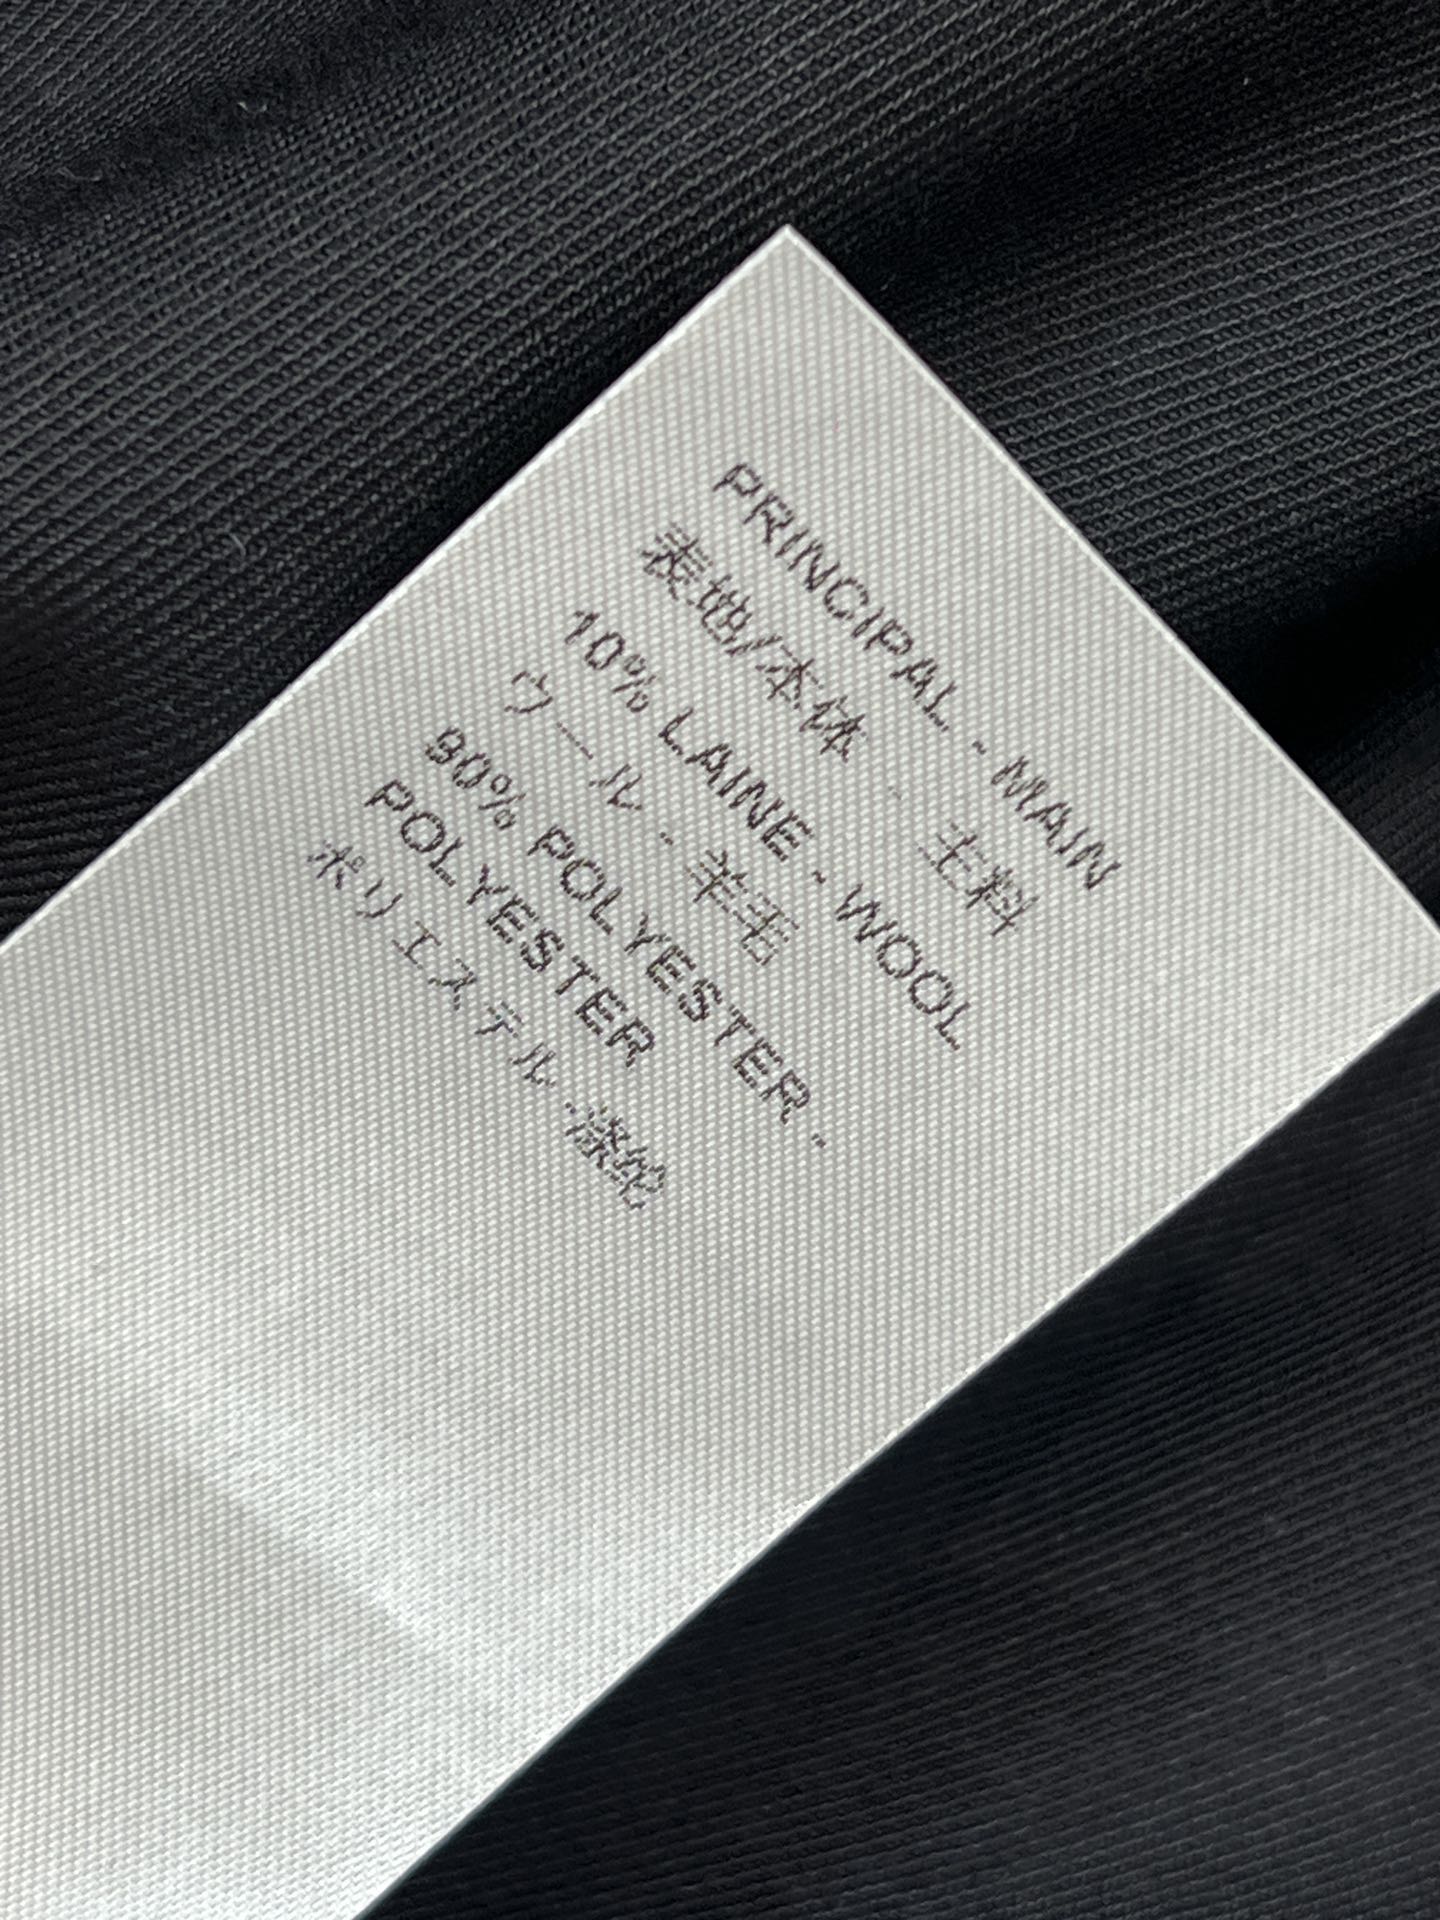 PRINCIPAL - MAIN
表地/本体 - 主料
10% LAINE - WOOL
ウール - 羊毛
90% POLYESTER -
POLYESTER
ポリエステル - 涤纶